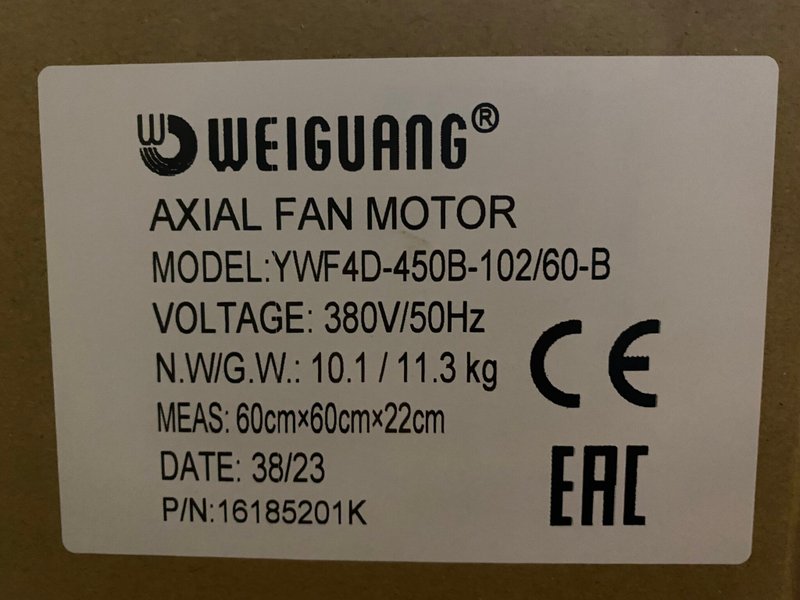 WEIGUANG®
AXIAL FAN MOTOR
MODEL:YWF4D-450B-102/60-B
VOLTAGE: 380V/50Hz
N.W/G.W.: 10.1 / 11.3 kg
MEAS: 60cm×60cm×22cm
DATE: 38/23
P/N:16185201K
CE
EAC